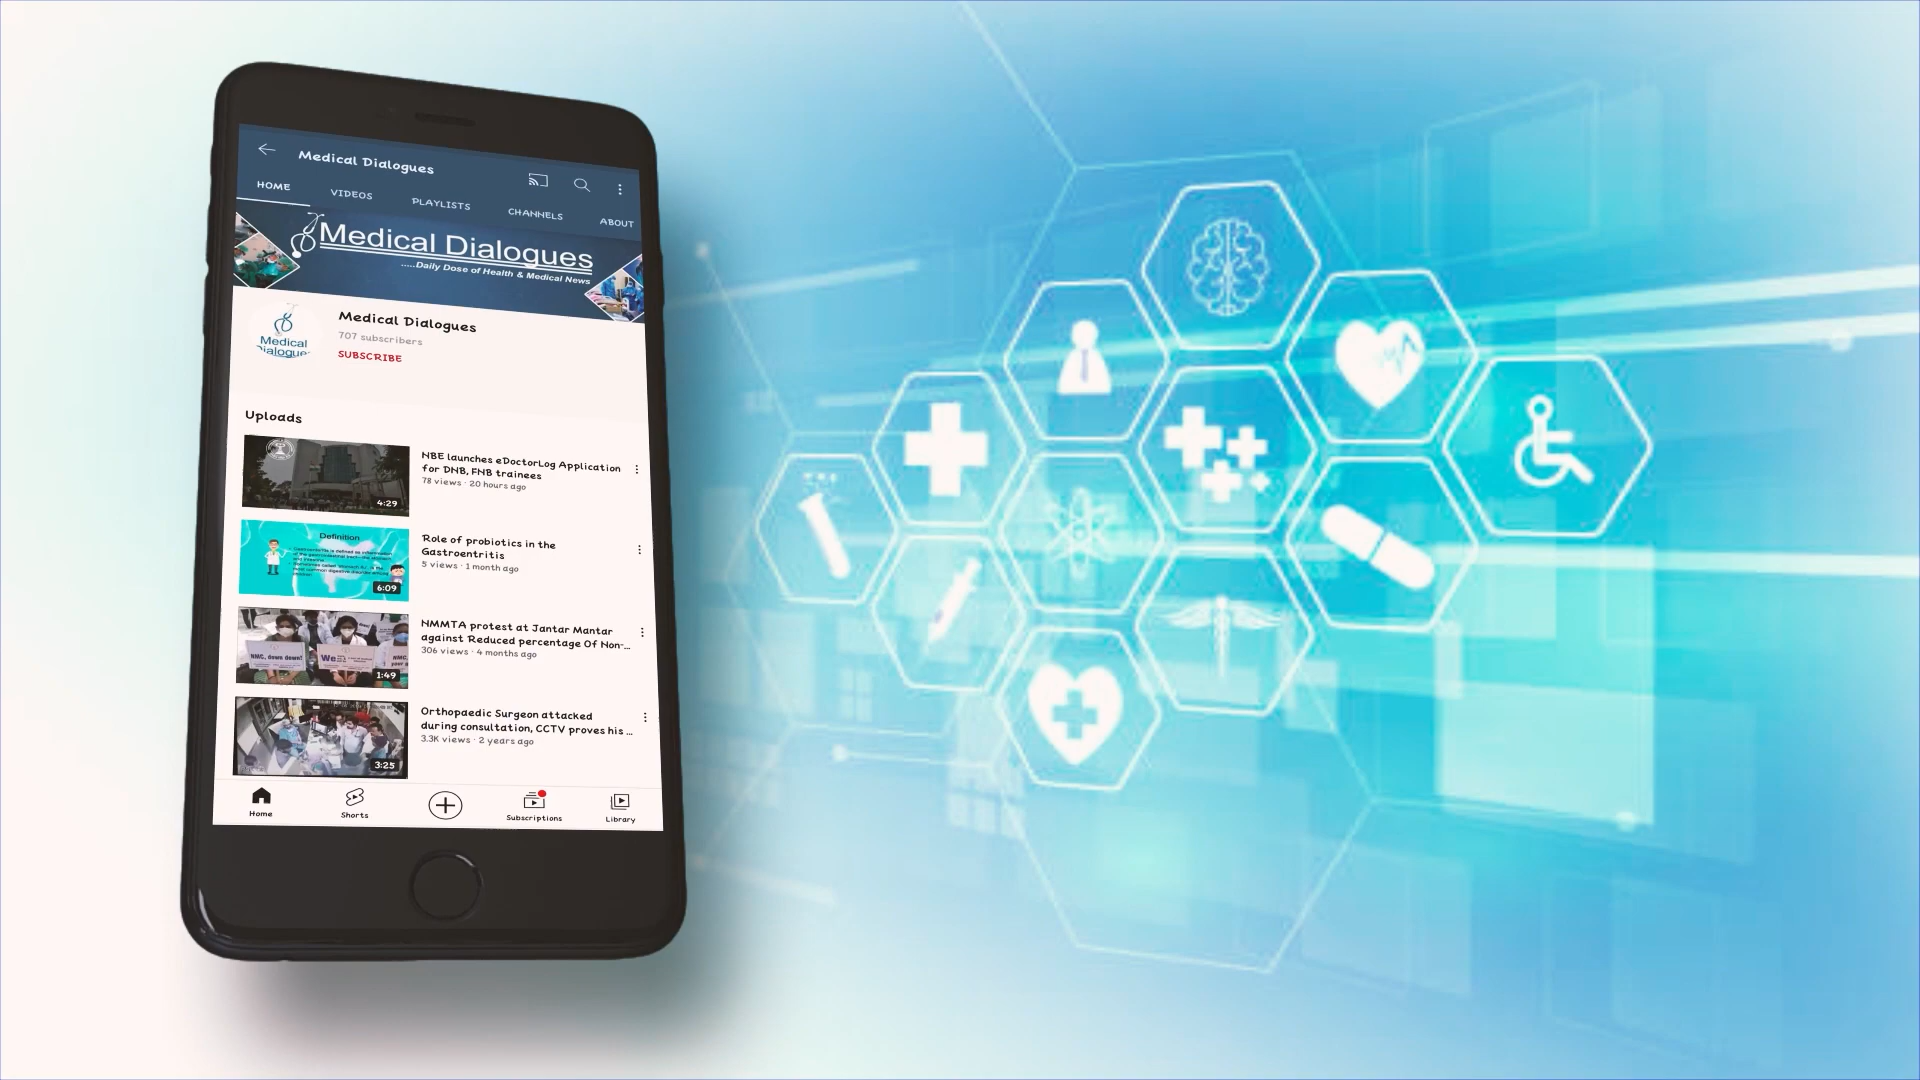 Medical Dialogues
HOME VIDEOS PLAYLISTS CHANNELS ABOUT
Medical Dialogues
.....Daily Dose of Health & Medical News
Medical
Medical Dialogues
707 subscribers
SUBSCRIBE
Uploads
NBE launches eDoctorLog Application
for DNB, FNB trainees
78 views · 20 hours ago
4:29
Definition
Role of probiotics in the
Gastroentritis
5 views · 1 month ago
6:09
NMMTA protest at Jantar Mantar
against Reduced percentage Of Non-...
306 views · 4 months ago
NMC, down down!
We
NMC,
1:49
Orthopaedic Surgeon attacked
during consultation, CCTV proves his ...
3.3K views · 2 years ago
3:25
Home Shorts Subscriptions Library